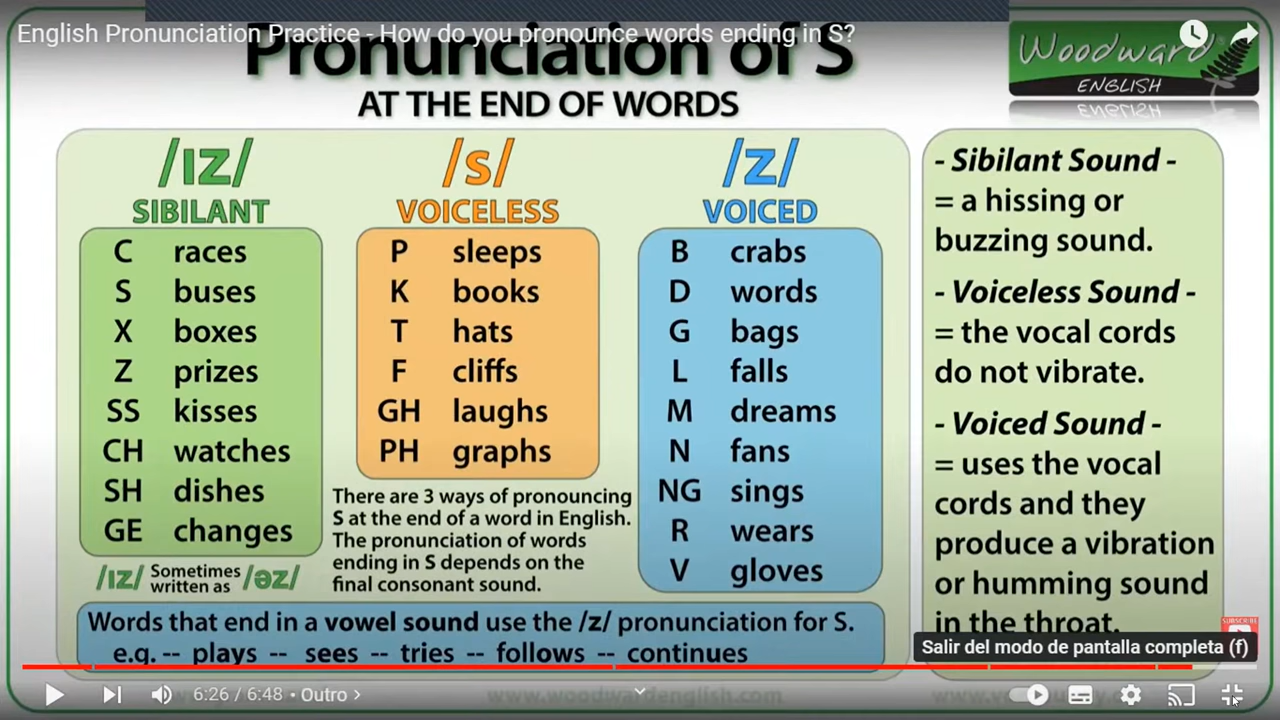 English Pronunciation Practice - How do you pronounce words ending in S?
Pronunciation of S
AT THE END OF WORDS
Woodward
ENGLISH
/ɪz/
SIBILANT
C races
S buses
X boxes
Z prizes
SS kisses
CH watches
SH dishes
GE changes
/ɪz/ Sometimes written as /əz/
/s/
VOICELESS
P sleeps
K books
T hats
F cliffs
GH laughs
PH graphs
There are 3 ways of pronouncing
S at the end of a word in English.
The pronunciation of words
ending in S depends on the
final consonant sound.
/z/
VOICED
B crabs
D words
G bags
L falls
M dreams
N fans
NG sings
R wears
V gloves
Words that end in a vowel sound use the /z/ pronunciation for S.
e.g. -- plays -- sees -- tries -- follows -- continues
- Sibilant Sound -
= a hissing or
buzzing sound.
- Voiceless Sound -
= the vocal cords
do not vibrate.
- Voiced Sound -
= uses the vocal
cords and they
produce a vibration
or humming sound
in the throat.
SUBSCRIBE
Salir del modo de pantalla completa (f)
6:26 / 6:48 • Outro >
www.woodwardenglish.com